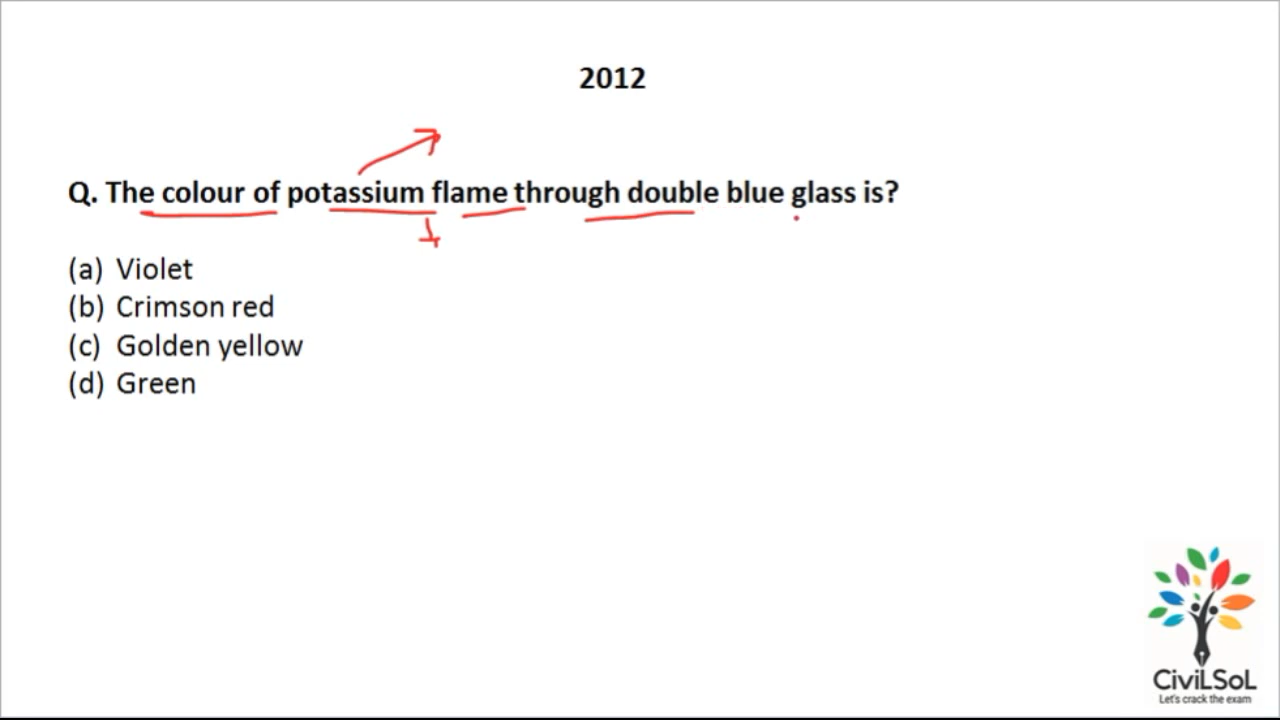 2012
Q. The colour of potassium flame through double blue glass is?
(a) Violet
(b) Crimson red
(c) Golden yellow
(d) Green
CiviLSoL
Let's crack the exam